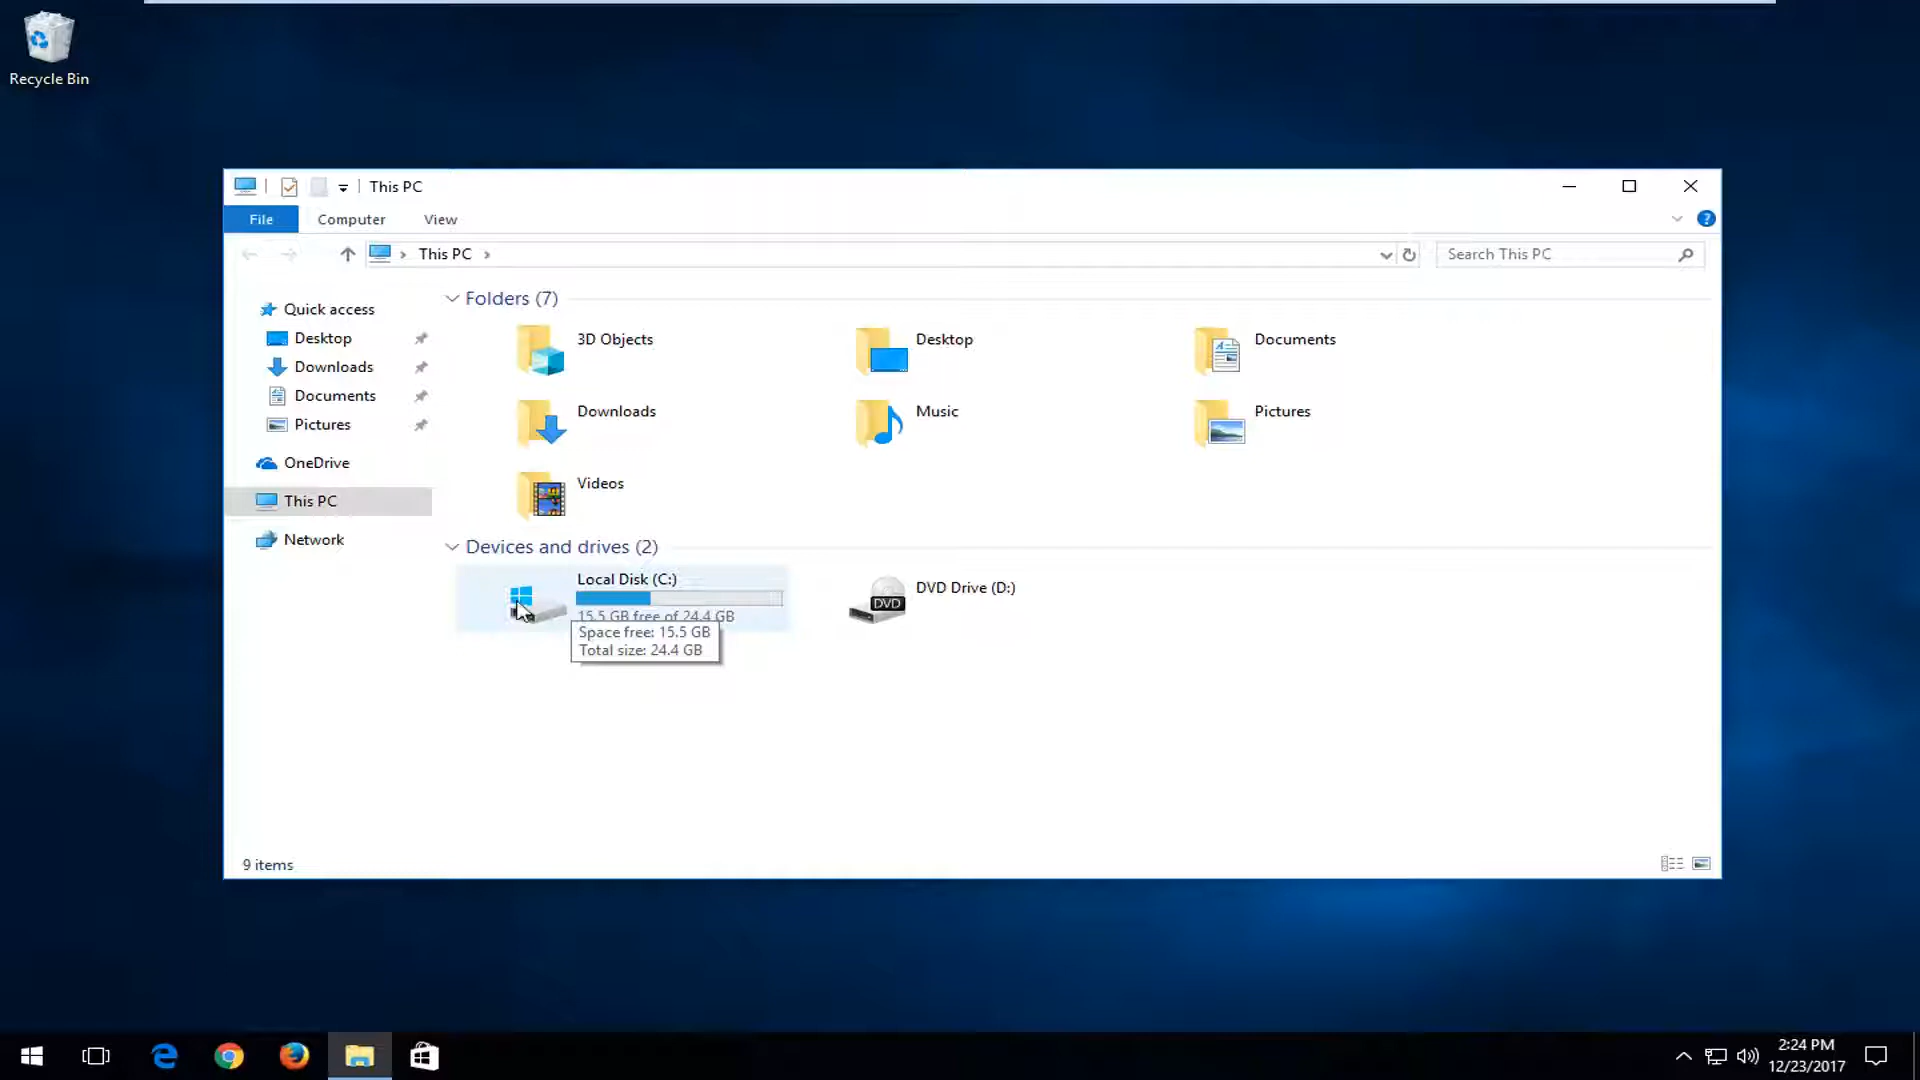 Recycle Bin
This PC
File Computer View
This PC
Search This PC
Quick access
Desktop
Downloads
Documents
Pictures
OneDrive
This PC
Network
Folders (7)
3D Objects
Desktop
Documents
Downloads
Music
Pictures
Videos
Devices and drives (2)
Local Disk (C:)
15.5 GB free of 24.4 GB
Space free: 15.5 GB
Total size: 24.4 GB
DVD
DVD Drive (D:)
9 items
2:24 PM
12/23/2017